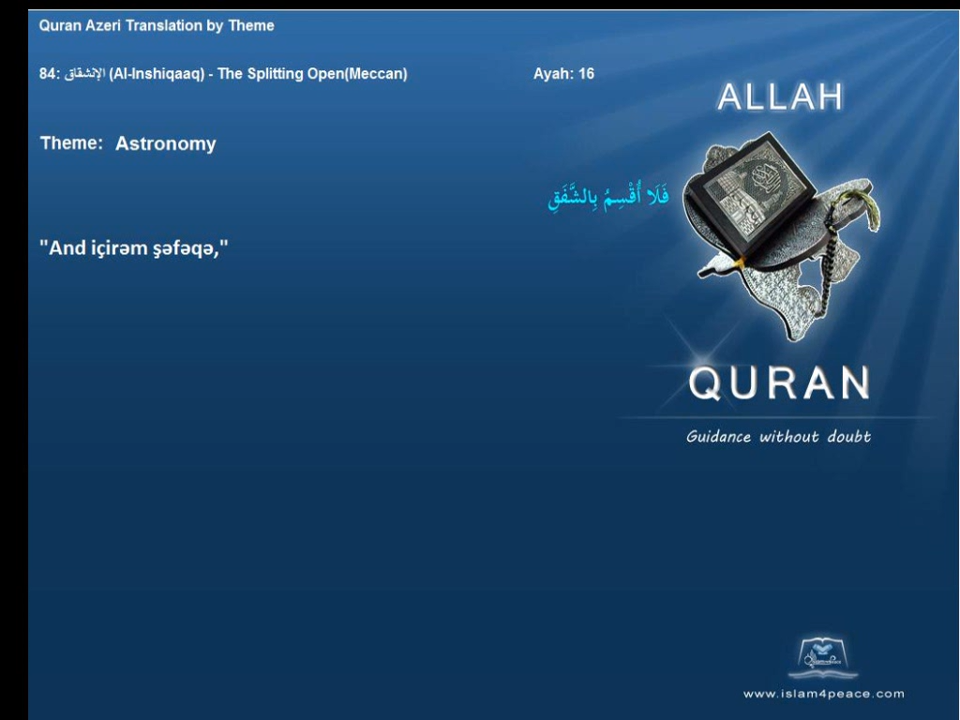 Quran Azeri Translation by Theme
84: الإنشقاق (Al-Inshiqaaq) - The Splitting Open(Meccan) Ayah: 16
ALLAH
Theme: Astronomy
فَلَا أُقْسِمُ بِالشَّفَقِ
"And içirəm şəfəqə,"
QURAN
Guidance without doubt
www.islam4peace.com